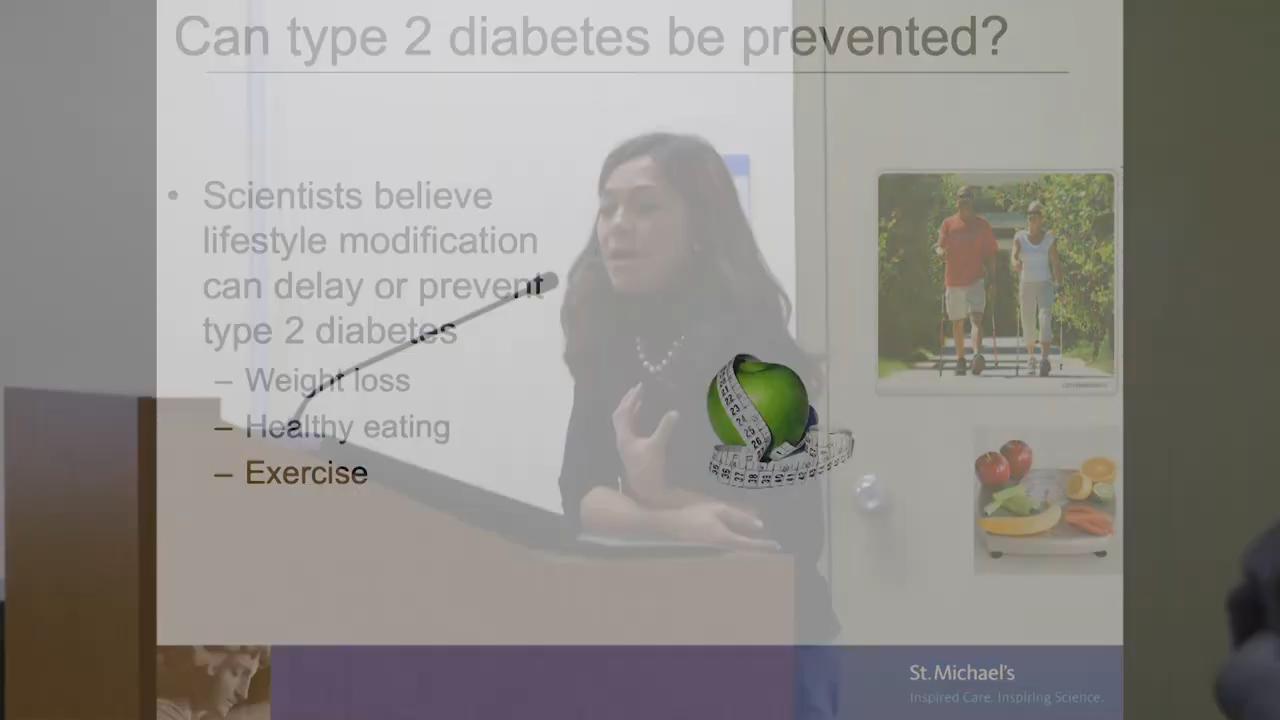 Can type 2 diabetes be prevented?
• Scientists believe
lifestyle modification
can delay or prevent
type 2 diabetes
– Weight loss
– Healthy eating
– Exercise
St. Michael's
Inspired Care. Inspiring Science.